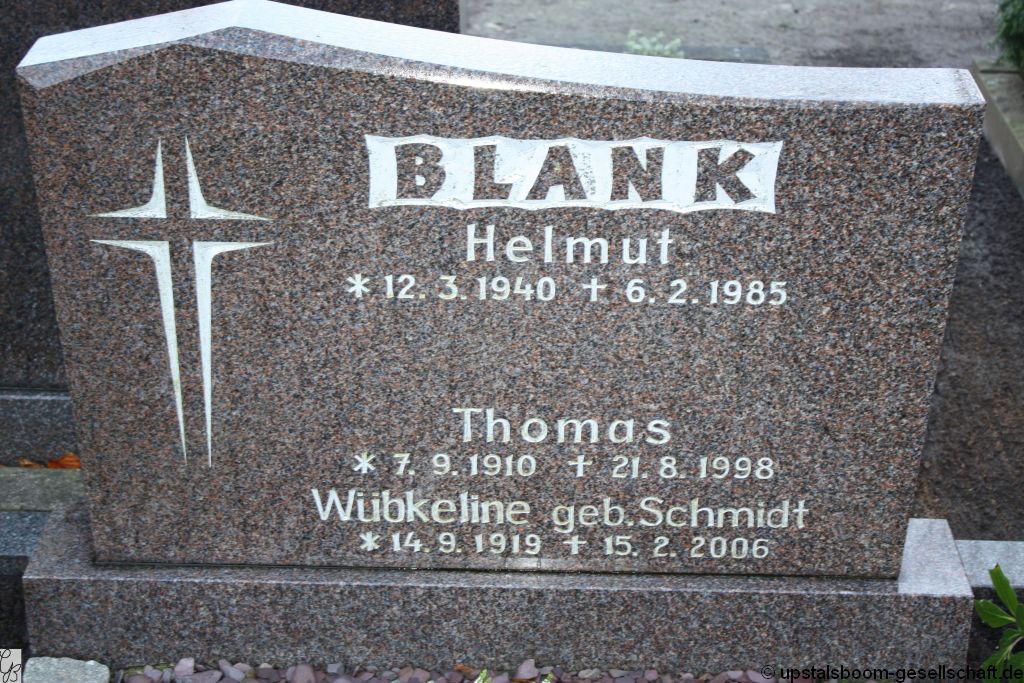 BLANK
Helmut
* 12. 3. 1940 ✝ 6. 2. 1985
Thomas
* 7. 9. 1910 ✝ 21. 8. 1998
Wübkeline geb. Schmidt
* 14. 9. 1919 ✝ 15. 2. 2006
© upstalsboom-gesellschaft.de